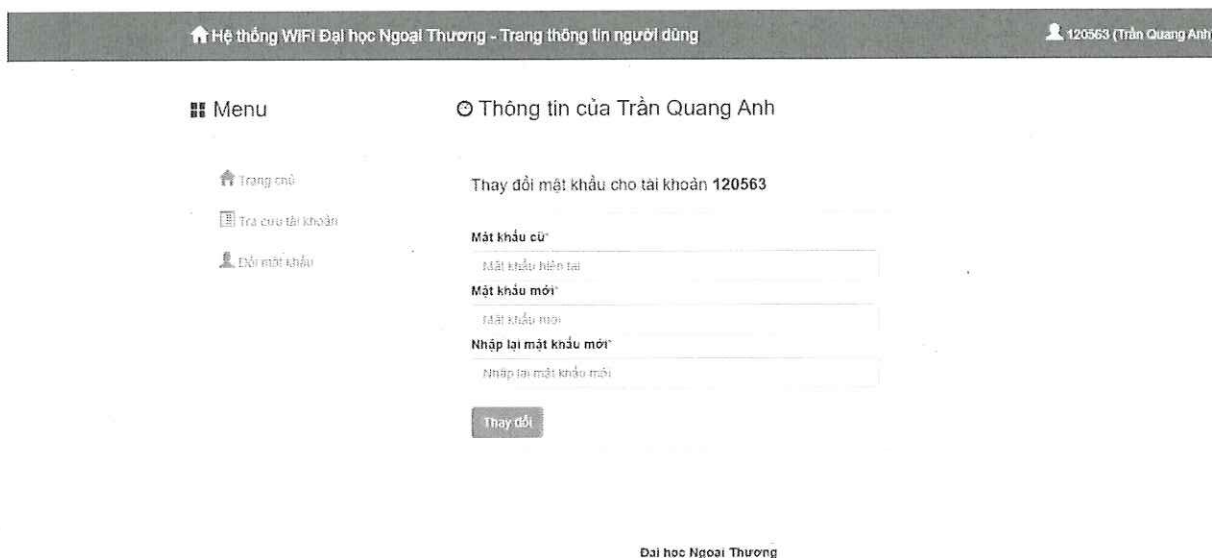 Hệ thống WiFi Đại học Ngoại Thương - Trang thông tin người dùng
120563 (Trần Quang Anh)
Menu
Thông tin của Trần Quang Anh
Trang chủ
Tra cứu tài khoản
Đổi mật khẩu
Thay đổi mật khẩu cho tài khoản 120563
Mật khẩu cũ*
Mật khẩu hiện tại
Mật khẩu mới*
Mật khẩu mới
Nhập lại mật khẩu mới*
Nhập lại mật khẩu mới
Thay đổi
Đại học Ngoại Thương